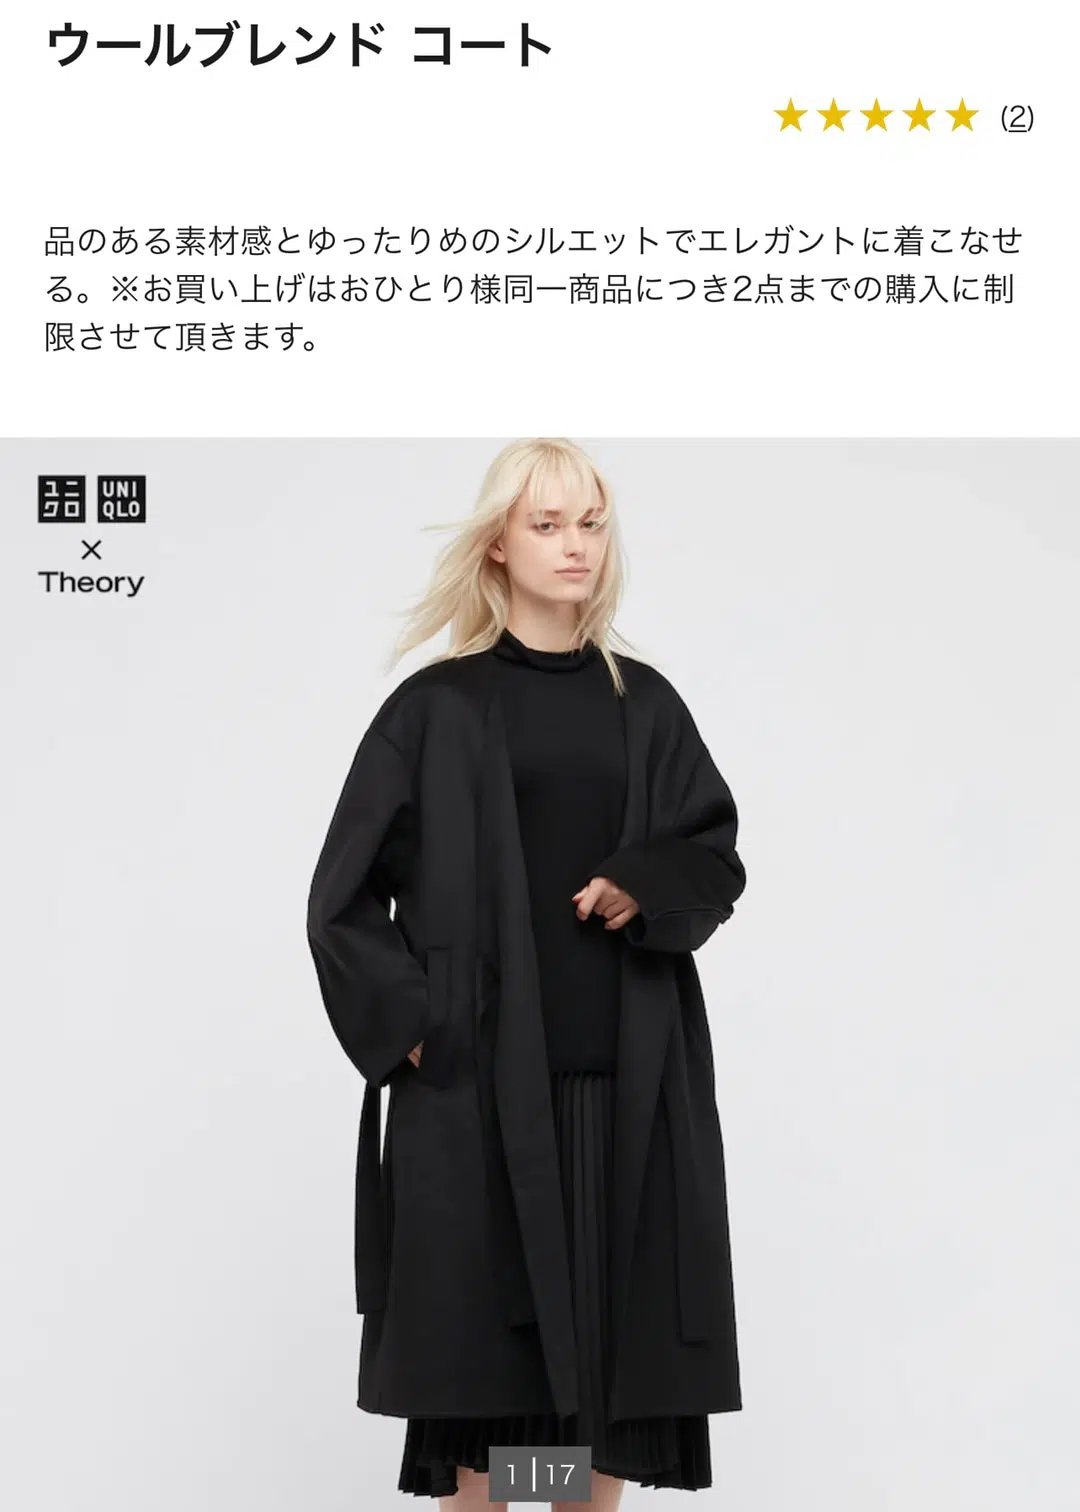 ウールブレンド コート
★★★★★ (2)
品のある素材感とゆったりめのシルエットでエレガントに着こなせ
る。※お買い上げはおひとり様同一商品につき2点までの購入に制
限させて頂きます。
ユニ UNI
クロ QLO
×
Theory
1|17